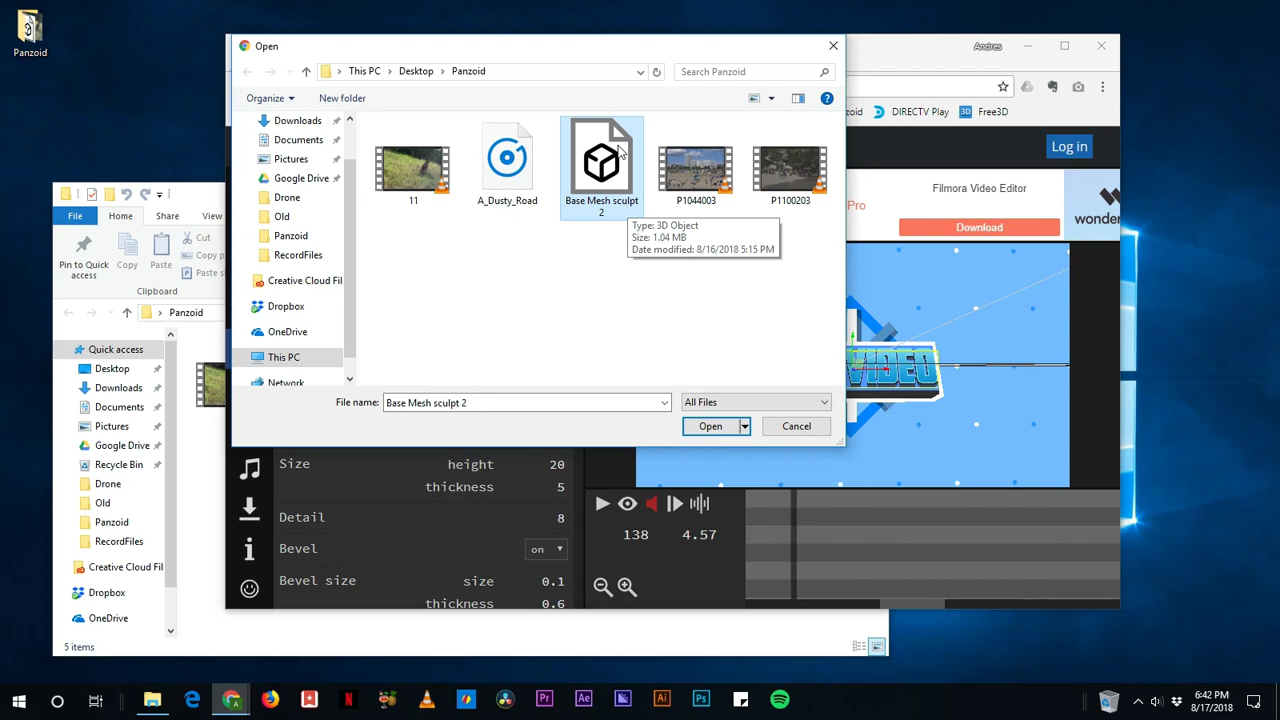 Panzoid
Open
Andres
This PC
Desktop
Panzoid
Search Panzoid
Organize
New folder
zoid
DIRECTV Play
Free3D
Downloads
Documents
Pictures
Google Drive
Drone
Old
Panzoid
RecordFiles
Creative Cloud Fil
Dropbox
OneDrive
This PC
Network
11
A_Dusty_Road
Base Mesh sculpt
2
P1044003
P1100203
Type: 3D Object
Size: 1.04 MB
Date modified: 8/16/2018 5:15 PM
File name:
Base Mesh sculpt 2
All Files
Open
Cancel
Log in
Filmora Video Editor
Pro
Download
wonder
VIDEO
File
Home
Share
View
Pin to Quick
access
Copy
Paste
Cut
Copy p
Paste s
Clipboard
Panzoid
Quick access
Desktop
Downloads
Documents
Pictures
Google Drive
Recycle Bin
Drone
Old
Panzoid
RecordFiles
Creative Cloud Fil
Dropbox
OneDrive
5 items
Size
height
20
thickness
5
Detail
8
Bevel
on
Bevel size
size
0.1
thickness
0.6
138
4.57
6:42 PM
8/17/2018